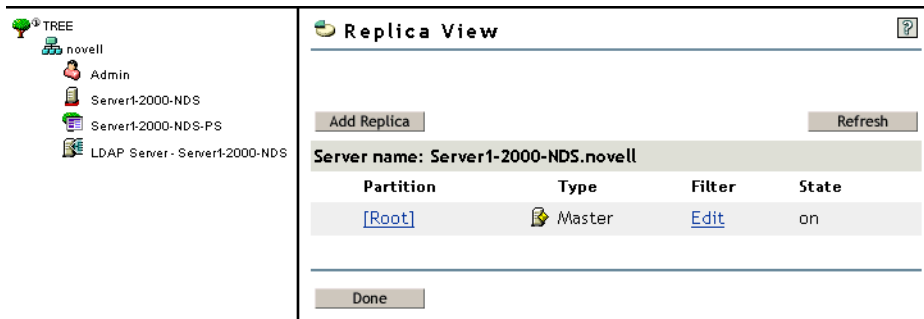 TREE
novell
Admin
Server1-2000-NDS
Server1-2000-NDS-PS
LDAP Server - Server1-2000-NDS
Replica View
?
Add Replica
Refresh
Server name: Server1-2000-NDS.novell
Partition Type Filter State
[Root] Master Edit on
Done